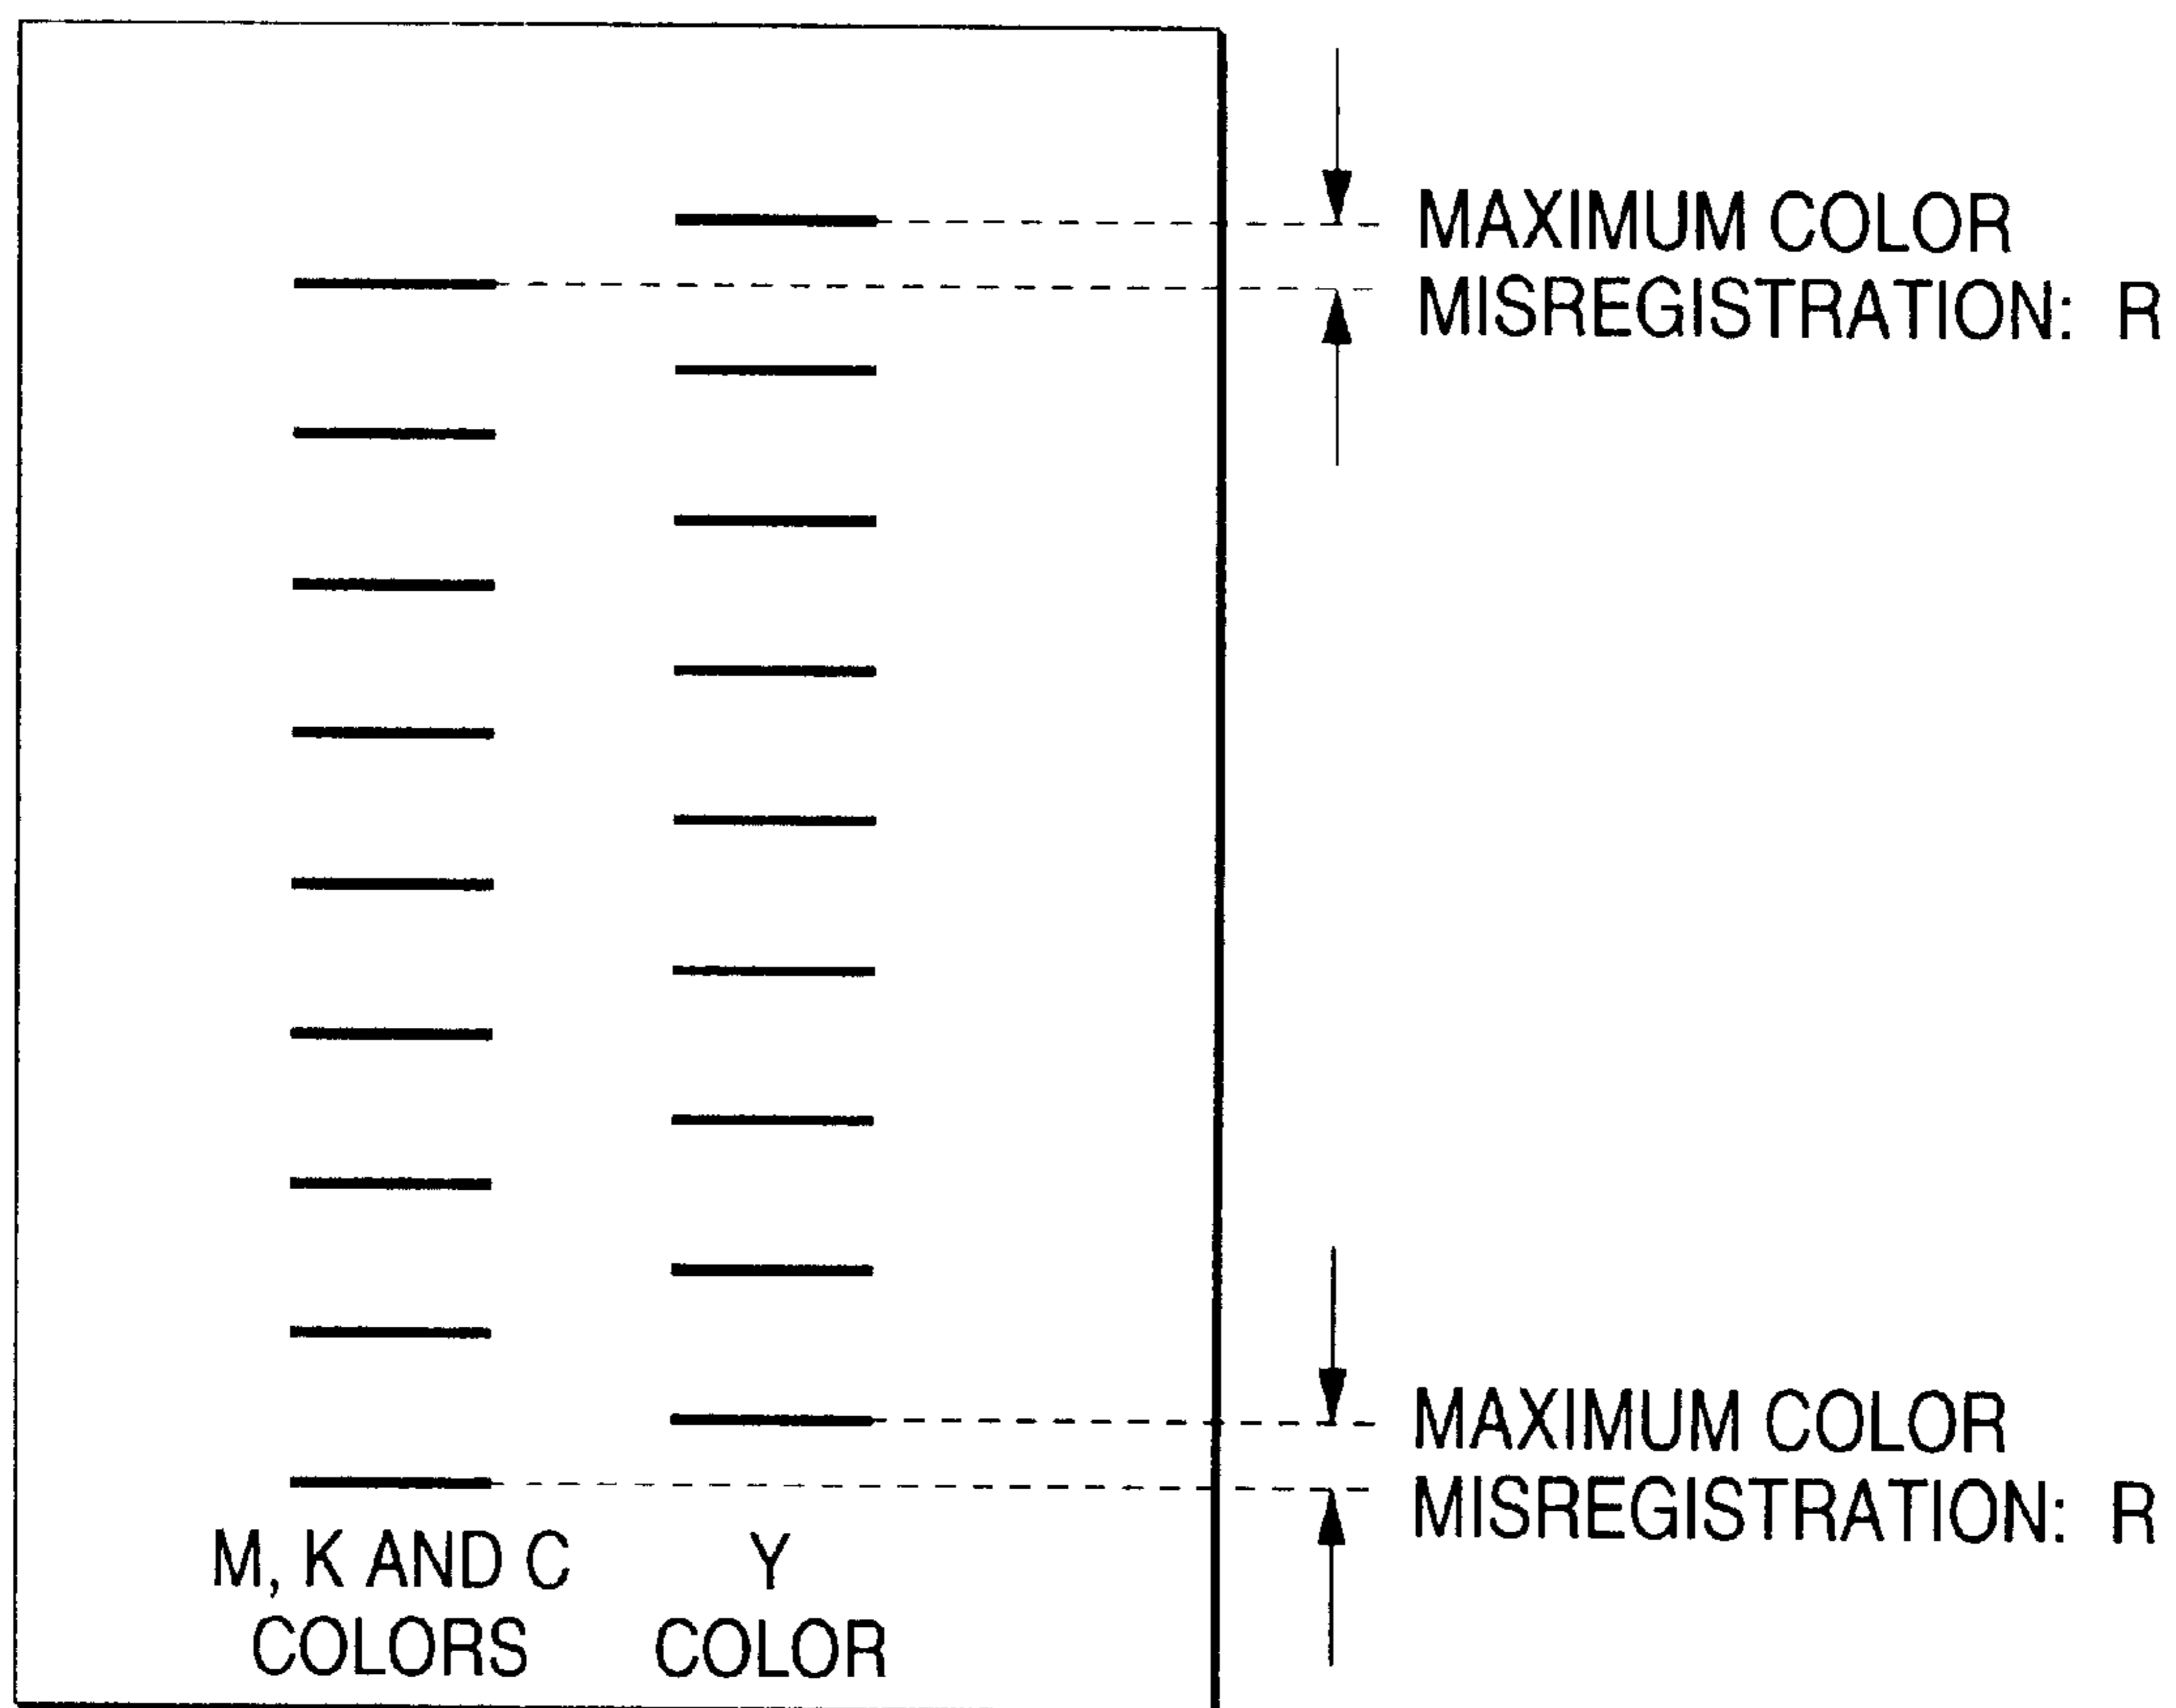 MAXIMUM COLOR
MISREGISTRATION: R
MAXIMUM COLOR
MISREGISTRATION: R
M, K AND C
COLORS
Y
COLOR